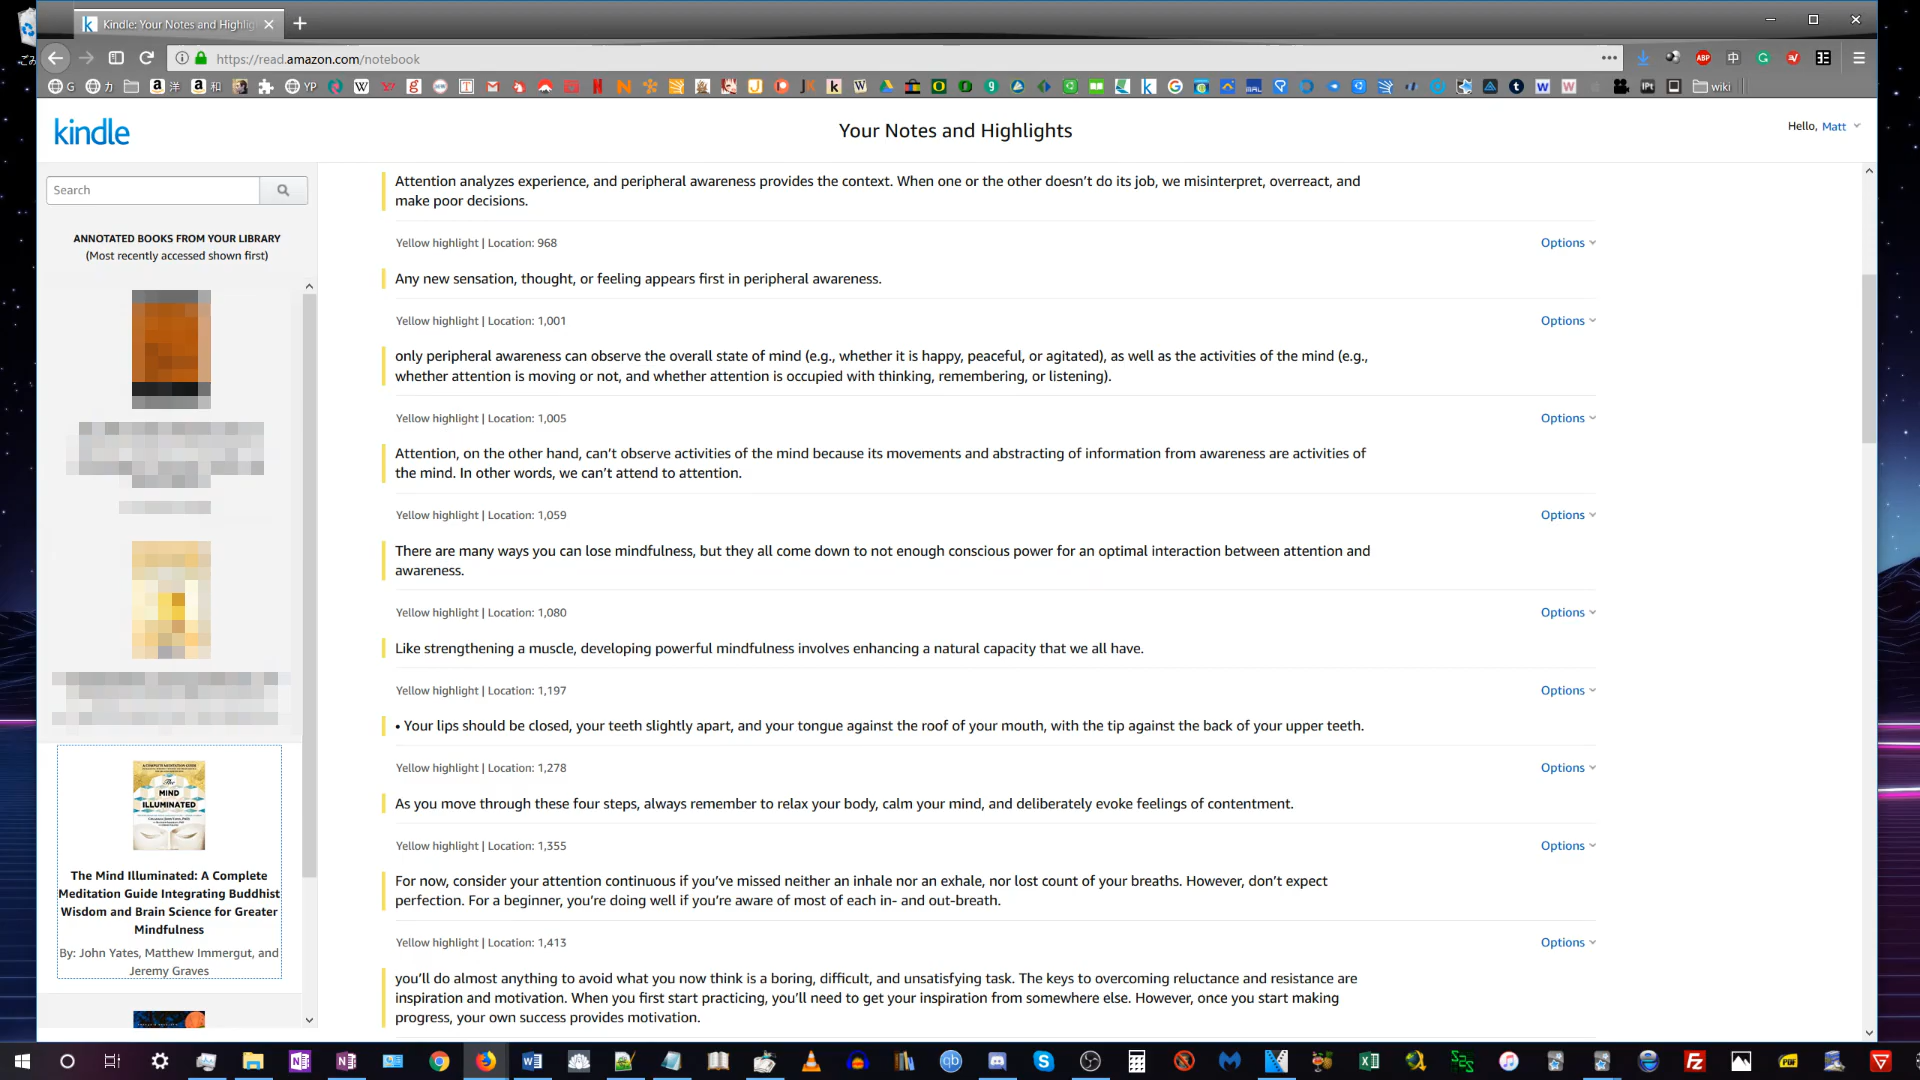 Kindle: Your Notes and Highlig
https://read.amazon.com/notebook
G
カ
洋
和
YP
wiki
kindle
Your Notes and Highlights
Hello, Matt
Search
ANNOTATED BOOKS FROM YOUR LIBRARY
(Most recently accessed shown first)
The
MIND
ILLUMINATED
The Mind Illuminated: A Complete
Meditation Guide Integrating Buddhist
Wisdom and Brain Science for Greater
Mindfulness
By: John Yates, Matthew Immergut, and
Jeremy Graves
Attention analyzes experience, and peripheral awareness provides the context. When one or the other doesn’t do its job, we misinterpret, overreact, and
make poor decisions.
Yellow highlight | Location: 968
Options
Any new sensation, thought, or feeling appears first in peripheral awareness.
Yellow highlight | Location: 1,001
Options
only peripheral awareness can observe the overall state of mind (e.g., whether it is happy, peaceful, or agitated), as well as the activities of the mind (e.g.,
whether attention is moving or not, and whether attention is occupied with thinking, remembering, or listening).
Yellow highlight | Location: 1,005
Options
Attention, on the other hand, can’t observe activities of the mind because its movements and abstracting of information from awareness are activities of
the mind. In other words, we can’t attend to attention.
Yellow highlight | Location: 1,059
Options
There are many ways you can lose mindfulness, but they all come down to not enough conscious power for an optimal interaction between attention and
awareness.
Yellow highlight | Location: 1,080
Options
Like strengthening a muscle, developing powerful mindfulness involves enhancing a natural capacity that we all have.
Yellow highlight | Location: 1,197
Options
• Your lips should be closed, your teeth slightly apart, and your tongue against the roof of your mouth, with the tip against the back of your upper teeth.
Yellow highlight | Location: 1,278
Options
As you move through these four steps, always remember to relax your body, calm your mind, and deliberately evoke feelings of contentment.
Yellow highlight | Location: 1,355
Options
For now, consider your attention continuous if you’ve missed neither an inhale nor an exhale, nor lost count of your breaths. However, don’t expect
perfection. For a beginner, you’re doing well if you’re aware of most of each in- and out-breath.
Yellow highlight | Location: 1,413
Options
you’ll do almost anything to avoid what you now think is a boring, difficult, and unsatisfying task. The keys to overcoming reluctance and resistance are
inspiration and motivation. When you first start practicing, you’ll need to get your inspiration from somewhere else. However, once you start making
progress, your own success provides motivation.